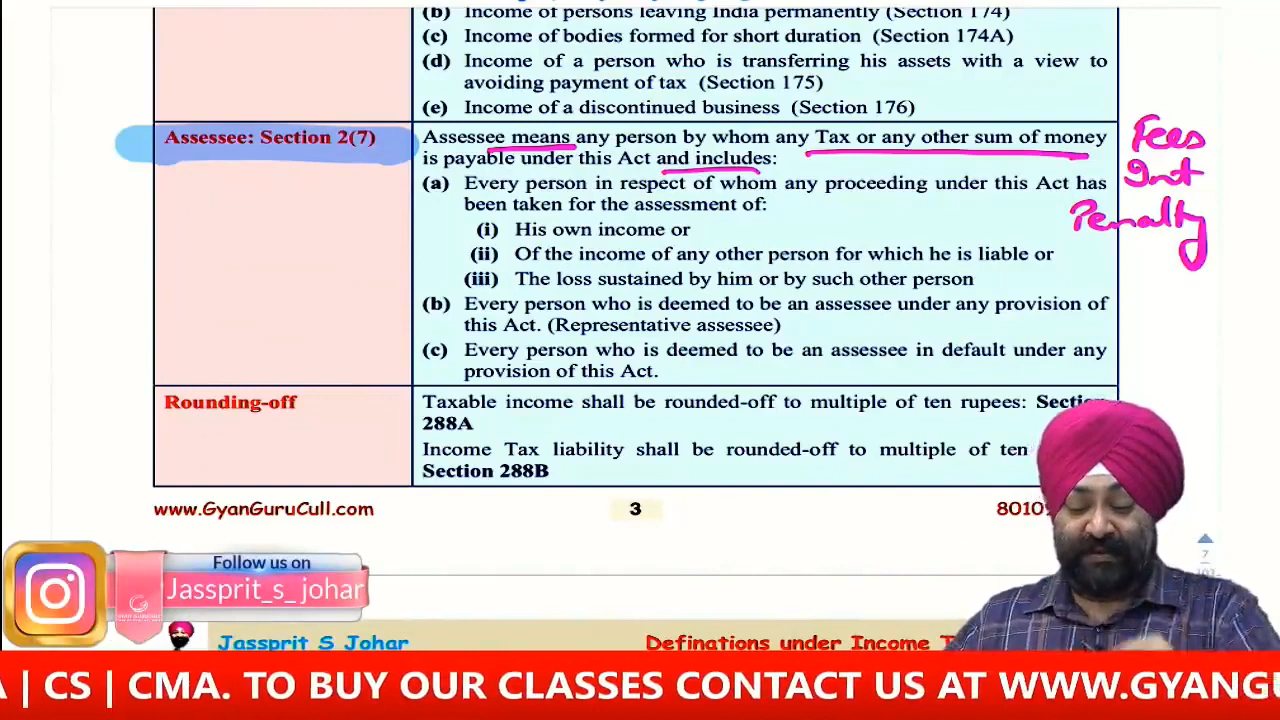 (b) Income of persons leaving India permanently (Section 174)
(c) Income of bodies formed for short duration (Section 174A)
(d) Income of a person who is transferring his assets with a view to
avoiding payment of tax (Section 175)
(e) Income of a discontinued business (Section 176)
Assessee: Section 2(7)
Assessee means any person by whom any Tax or any other sum of money
is payable under this Act and includes:
(a) Every person in respect of whom any proceeding under this Act has
been taken for the assessment of:
(i) His own income or
(ii) Of the income of any other person for which he is liable or
(iii) The loss sustained by him or by such other person
(b) Every person who is deemed to be an assessee under any provision of
this Act. (Representative assessee)
(c) Every person who is deemed to be an assessee in default under any
provision of this Act.
Fees
Int
Penalty
Rounding-off
Taxable income shall be rounded-off to multiple of ten rupees: Section
288A
Income Tax liability shall be rounded-off to multiple of ten
Section 288B
www.GyanGuruCull.com
3
8010
7
Follow us on
Jassprit_s_johar
Jassprit S Johar
Definations under Income T
A | CS | CMA. TO BUY OUR CLASSES CONTACT US AT WWW.GYANG